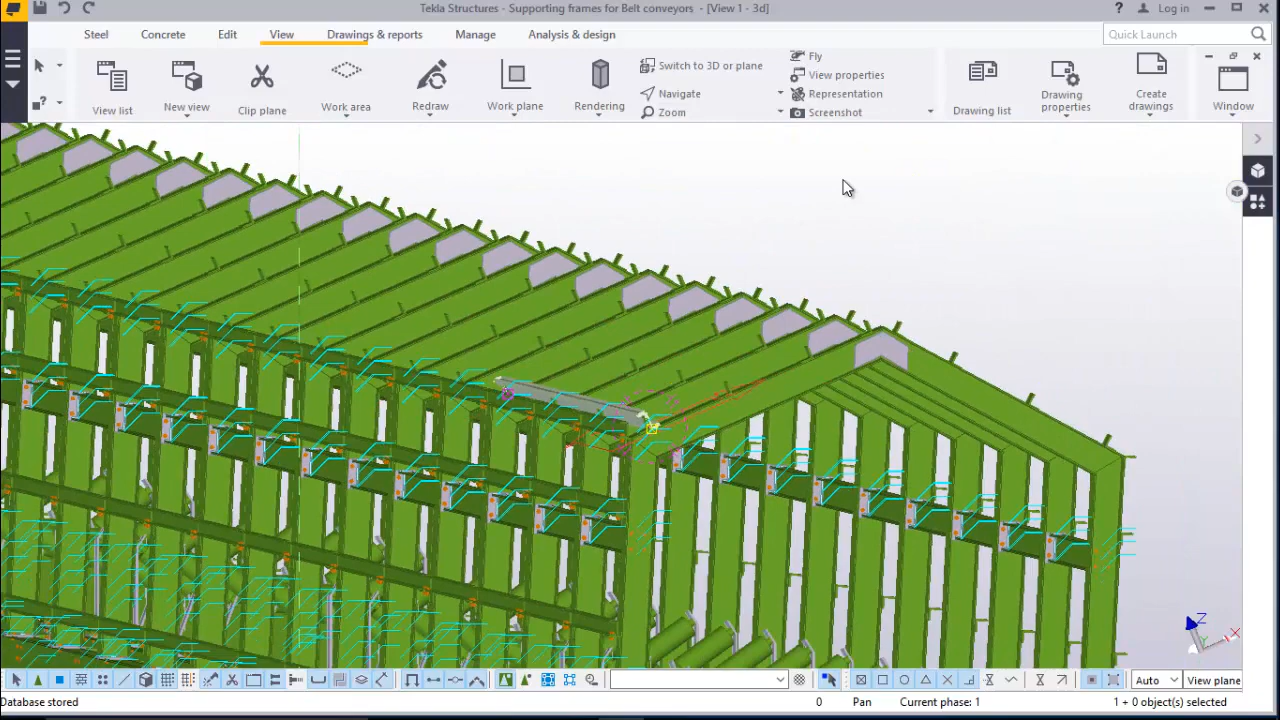 Tekla Structures - Supporting frames for Belt conveyors - [View 1 - 3d]
? Log in
Steel Concrete Edit View Drawings & reports Manage Analysis & design
Quick Launch
View list
New view
Clip plane
Work area
Redraw
Work plane
Rendering
Switch to 3D or plane
Navigate
Zoom
Fly
View properties
Representation
Screenshot
Drawing list
Drawing properties
Create drawings
Window
Z
X
Y
Auto
View plane
Database stored
0
Pan
Current phase: 1
1 + 0 object(s) selected